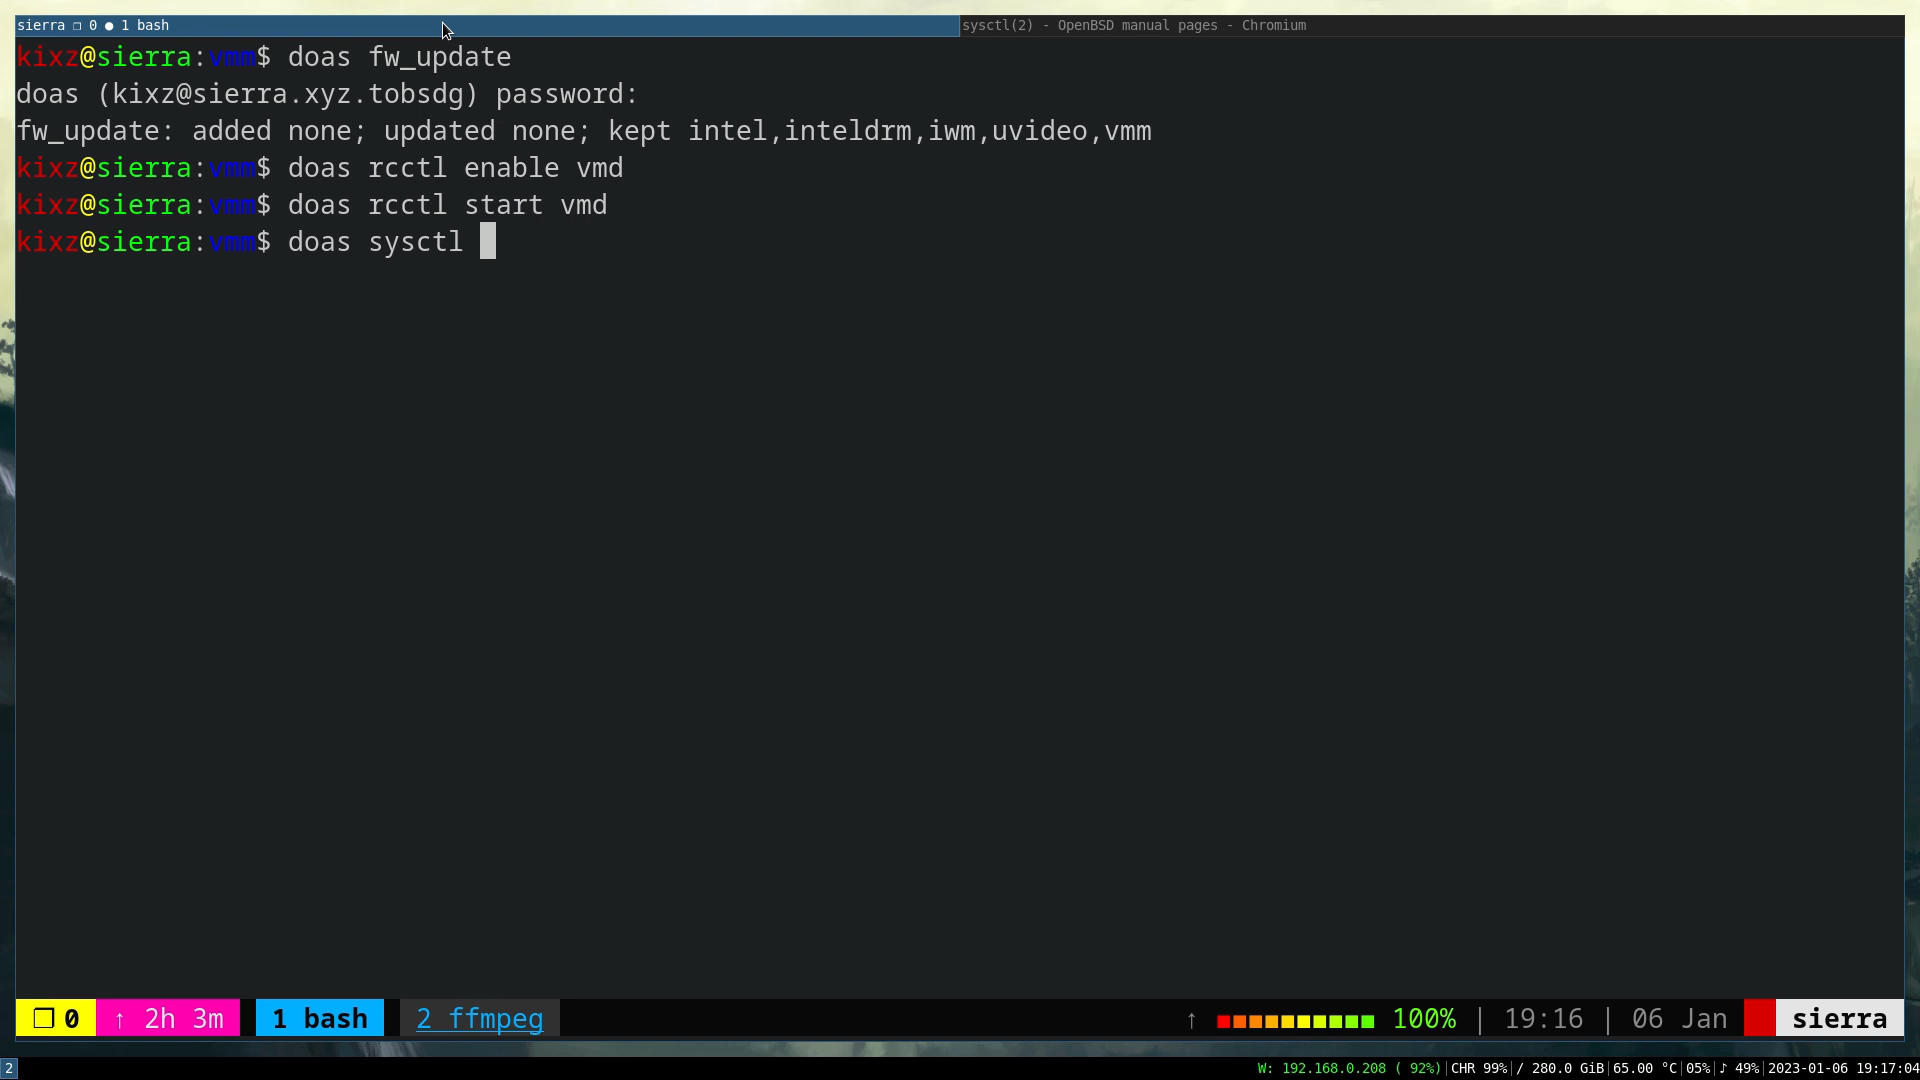 sierra ❐ 0 ● 1 bash
sysctl(2) - OpenBSD manual pages - Chromium
kixz@sierra:vmm$ doas fw_update
doas (kixz@sierra.xyz.tobsdg) password:
fw_update: added none; updated none; kept intel,inteldrm,iwm,uvideo,vmm
kixz@sierra:vmm$ doas rcctl enable vmd
kixz@sierra:vmm$ doas rcctl start vmd
kixz@sierra:vmm$ doas sysctl
❐ 0 ↑ 2h 3m 1 bash 2 ffmpeg ↑ 100% | 19:16 | 06 Jan sierra
2 W: 192.168.0.208 ( 92%)|CHR 99%|/ 280.0 GiB|65.00 °C|05%|♪ 49%|2023-01-06 19:17:04